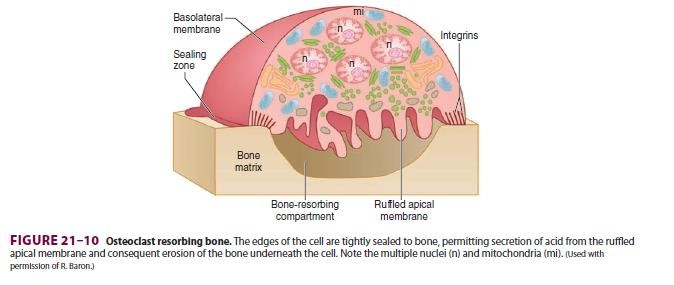 mi
Basolateral
membrane
n
Integrins
n
Sealing
zone
n
n
Bone
matrix
Bone-resorbing
compartment
Ruffled apical
membrane
FIGURE 21–10 Osteoclast resorbing bone. The edges of the cell are tightly sealed to bone, permitting secretion of acid from the ruffled
apical membrane and consequent erosion of the bone underneath the cell. Note the multiple nuclei (n) and mitochondria (mi). (Used with
permission of R. Baron.)